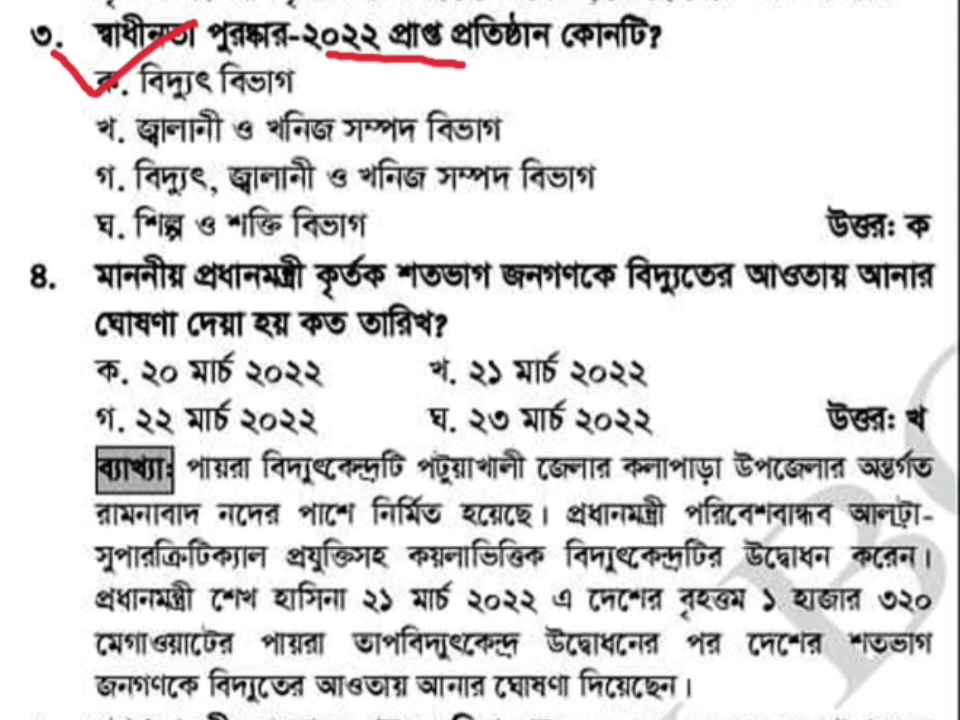 ৩. স্বাধীনতা পুরষ্কার-২০২২ প্রাপ্ত প্রতিষ্ঠান কোনটি?
ক. বিদ্যুৎ বিভাগ
খ. জ্বালানী ও খনিজ সম্পদ বিভাগ
গ. বিদ্যুৎ, জ্বালানী ও খনিজ সম্পদ বিভাগ
ঘ. শিল্প ও শক্তি বিভাগ উত্তর: ক
৪. মাননীয় প্রধানমন্ত্রী কৃর্তক শতভাগ জনগণকে বিদ্যুতের আওতায় আনার
ঘোষণা দেয়া হয় কত তারিখ?
ক. ২০ মার্চ ২০২২ খ. ২১ মার্চ ২০২২
গ. ২২ মার্চ ২০২২ ঘ. ২৩ মার্চ ২০২২ উত্তর: খ
ব্যাখ্যা: পায়রা বিদ্যুৎকেন্দ্রটি পটুয়াখালী জেলার কলাপাড়া উপজেলার অন্তর্গত
রামনাবাদ নদের পাশে নির্মিত হয়েছে। প্রধানমন্ত্রী পরিবেশবান্ধব আলট্রা-
সুপারক্রিটিক্যাল প্রযুক্তিসহ কয়লাভিত্তিক বিদ্যুৎকেন্দ্রটির উদ্বোধন করেন।
প্রধানমন্ত্রী শেখ হাসিনা ২১ মার্চ ২০২২ এ দেশের বৃহত্তম ১ হাজার ৩২০
মেগাওয়াটের পায়রা তাপবিদ্যুৎকেন্দ্র উদ্বোধনের পর দেশের শতভাগ
জনগণকে বিদ্যুতের আওতায় আনার ঘোষণা দিয়েছেন।